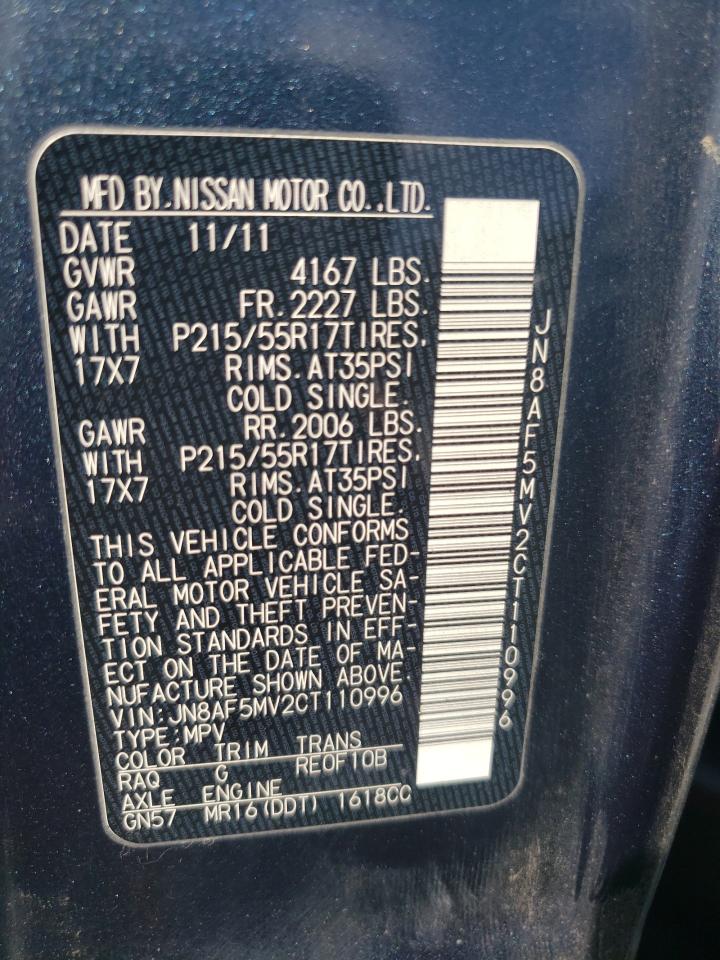 MFD BY.NISSAN MOTOR CO.,LTD.
DATE 11/11
GVWR 4167 LBS.
GAWR FR. 2227 LBS.
WITH P215/55R17TIRES.
17X7 RIMS. AT35PSI
COLD SINGLE.
GAWR RR. 2006 LBS.
WITH P215/55R17TIRES.
17X7 RIMS. AT35PSI
COLD SINGLE.
THIS VEHICLE CONFORMS
TO ALL APPLICABLE FED-
ERAL MOTOR VEHICLE SA-
FETY AND THEFT PREVEN-
TION STANDARDS IN EFF-
ECT ON THE DATE OF MA-
NUFACTURE SHOWN ABOVE.
VIN:JN8AF5MV2CT110996
TYPE:MPV
COLOR TRIM TRANS
RAQ G RE0F10B
AXLE ENGINE
GN57 MR16(DDT) 1618CC
JN8AF5MV2CT110996